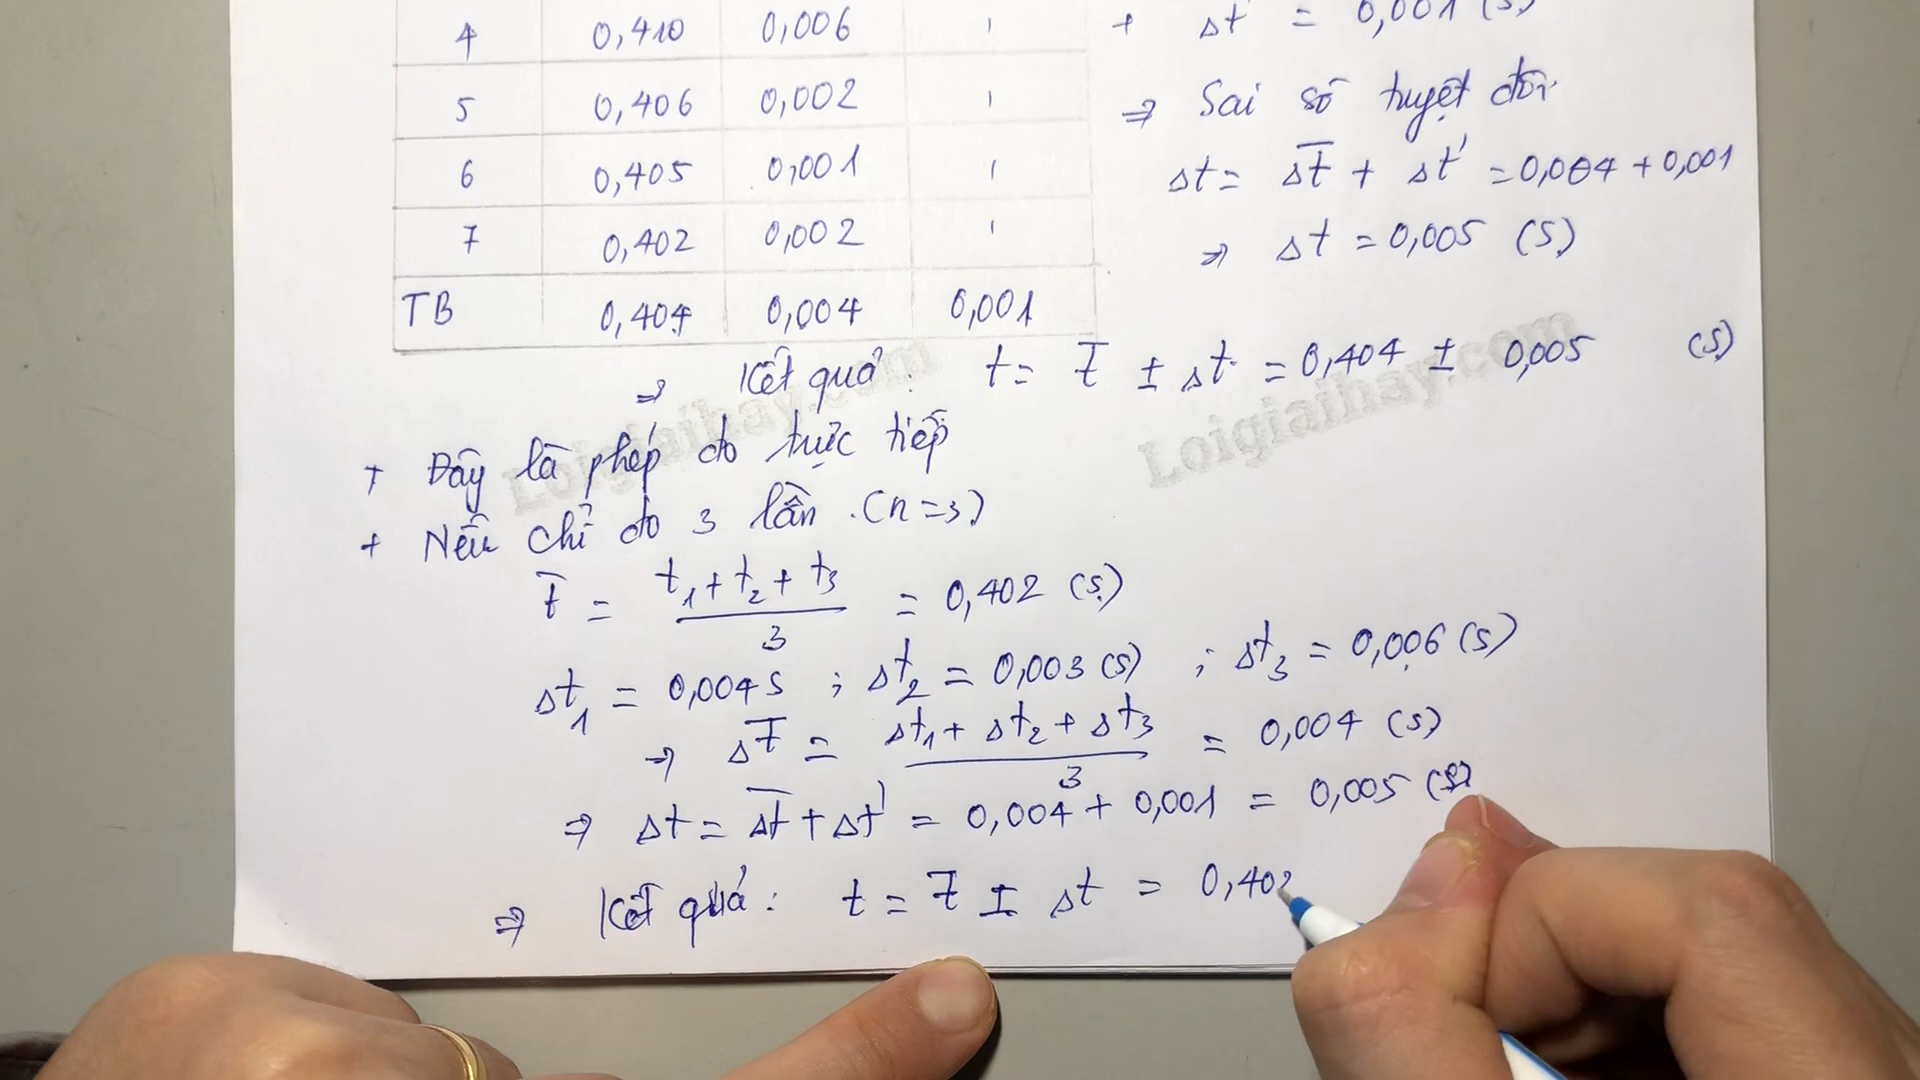 4 0,410 0,006 '
5 0,406 0,002 '
6 0,405 0,001 '
7 0,402 0,002 '
TB 0,404 0,004 0,001
+ Δt' = 0,001 (s)
⇒ Sai số tuyệt đối
Δt = Δt̄ + Δt' = 0,004 + 0,001
⇒ Δt = 0,005 (s)
⇒ Kết quả: t = t̄ ± Δt = 0,404 ± 0,005 (s)
+ Đây là phép đo trực tiếp
+ Nếu chỉ đo 3 lần. (n=3)
t̄ = (t₁ + t₂ + t₃)/3 = 0,402 (s)
Δt₁ = 0,004 s ; Δt₂ = 0,003 (s) ; Δt₃ = 0,006 (s)
⇒ Δt̄ = (Δt₁ + Δt₂ + Δt₃)/3 = 0,004 (s)
⇒ Δt = Δt̄ + Δt' = 0,004 + 0,001 = 0,005 (s)
⇒ Kết quả: t = t̄ ± Δt = 0,402
Loigiaihay.com
Loigiaihay.com